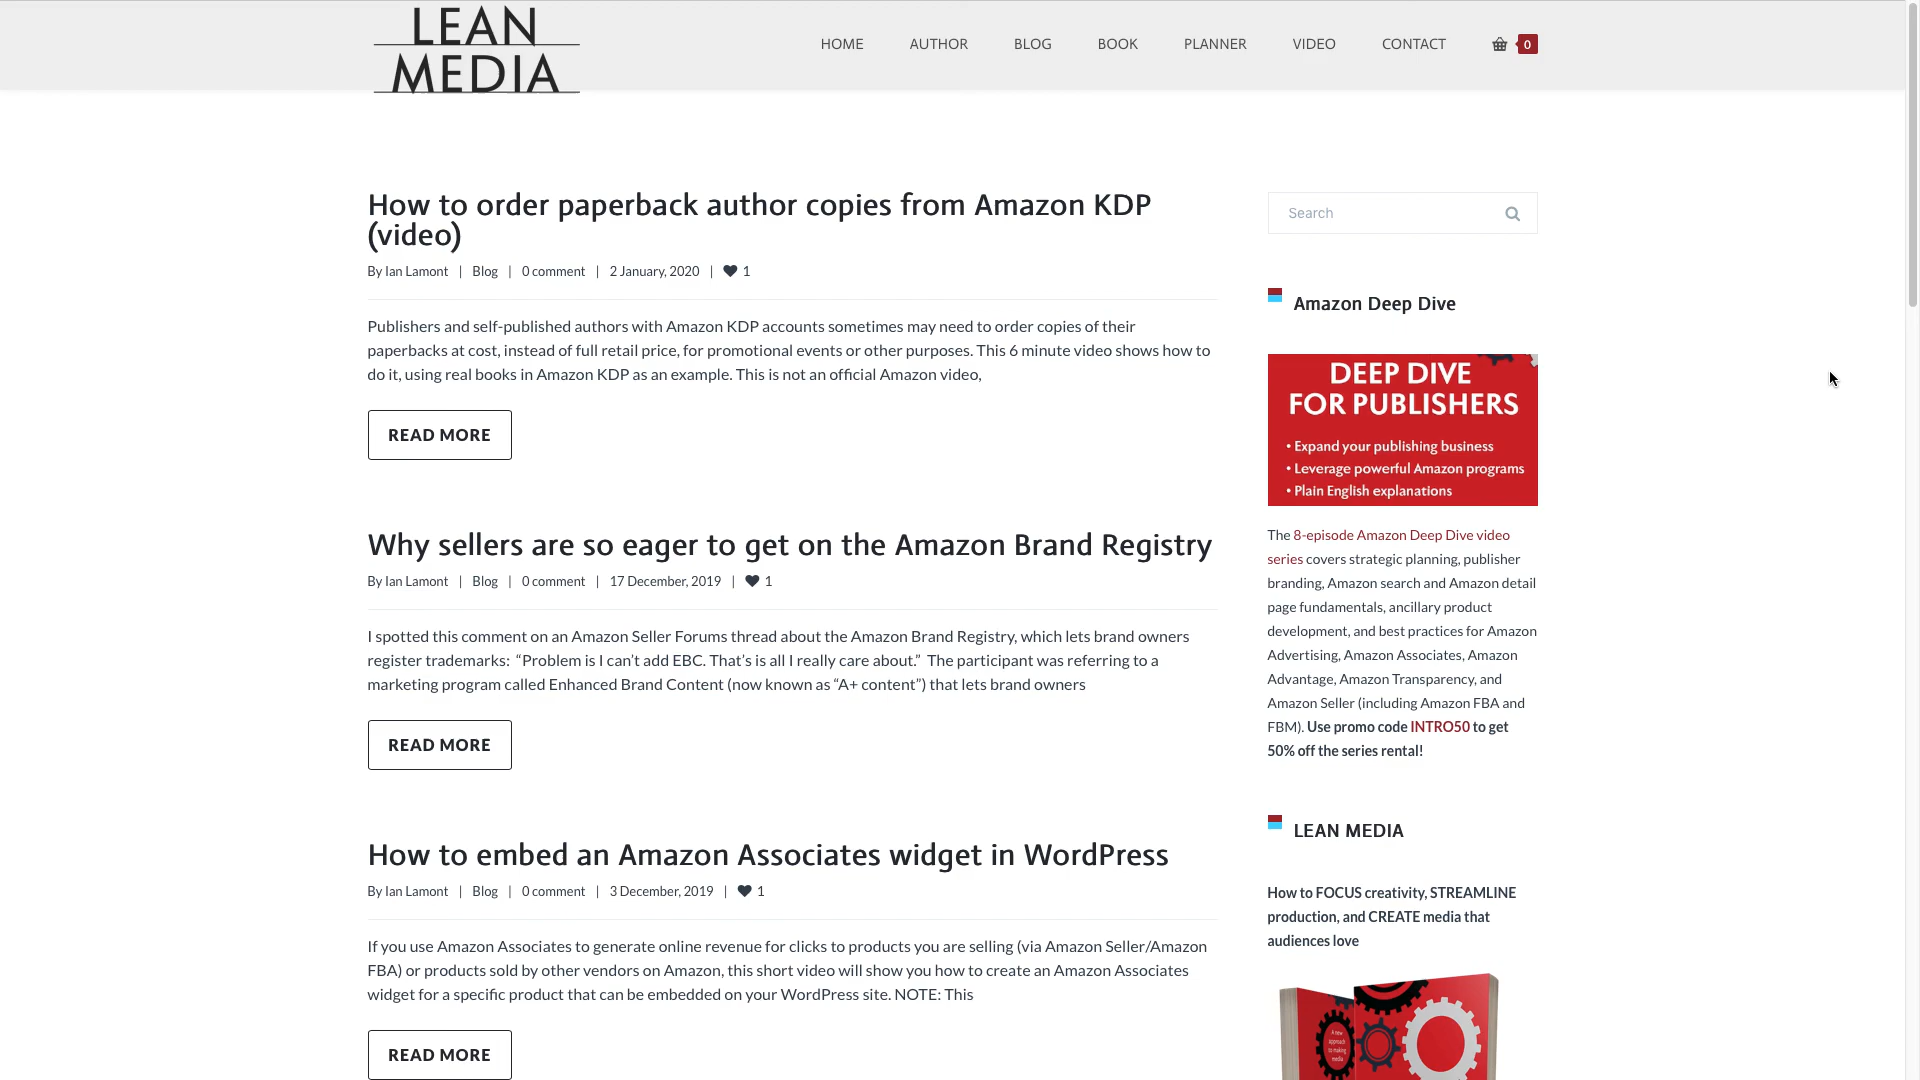 LEAN
MEDIA
HOME AUTHOR BLOG BOOK PLANNER VIDEO CONTACT 0
How to order paperback author copies from Amazon KDP
(video)
By Ian Lamont | Blog | 0 comment | 2 January, 2020 | 1
Publishers and self-published authors with Amazon KDP accounts sometimes may need to order copies of their
paperbacks at cost, instead of full retail price, for promotional events or other purposes. This 6 minute video shows how to
do it, using real books in Amazon KDP as an example. This is not an official Amazon video,
READ MORE
Why sellers are so eager to get on the Amazon Brand Registry
By Ian Lamont | Blog | 0 comment | 17 December, 2019 | 1
I spotted this comment on an Amazon Seller Forums thread about the Amazon Brand Registry, which lets brand owners
register trademarks: “Problem is I can’t add EBC. That’s is all I really care about.” The participant was referring to a
marketing program called Enhanced Brand Content (now known as “A+ content”) that lets brand owners
READ MORE
How to embed an Amazon Associates widget in WordPress
By Ian Lamont | Blog | 0 comment | 3 December, 2019 | 1
If you use Amazon Associates to generate online revenue for clicks to products you are selling (via Amazon Seller/Amazon
FBA) or products sold by other vendors on Amazon, this short video will show you how to create an Amazon Associates
widget for a specific product that can be embedded on your WordPress site. NOTE: This
READ MORE
Search
Amazon Deep Dive
DEEP DIVE
FOR PUBLISHERS
• Expand your publishing business
• Leverage powerful Amazon programs
• Plain English explanations
The 8-episode Amazon Deep Dive video
series covers strategic planning, publisher
branding, Amazon search and Amazon detail
page fundamentals, ancillary product
development, and best practices for Amazon
Advertising, Amazon Associates, Amazon
Advantage, Amazon Transparency, and
Amazon Seller (including Amazon FBA and
FBM). Use promo code INTRO50 to get
50% off the series rental!
LEAN MEDIA
How to FOCUS creativity, STREAMLINE
production, and CREATE media that
audiences love
A new
approach
to making
media